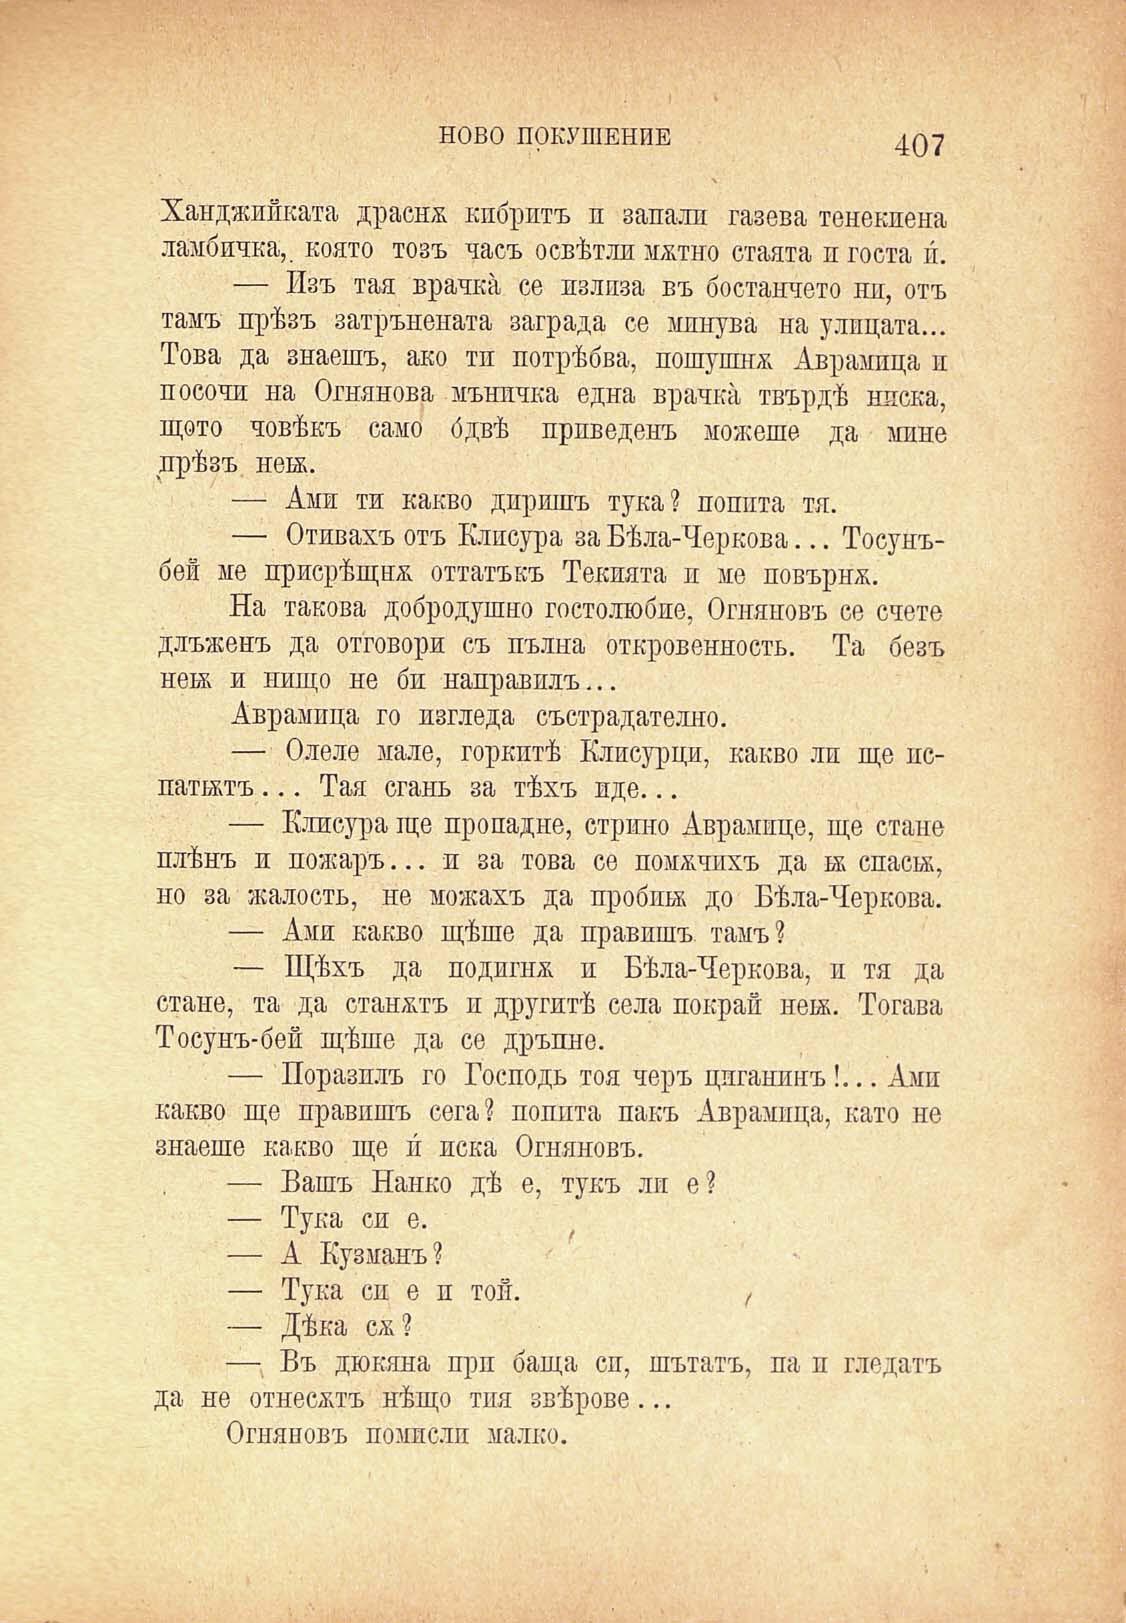 НОВО ПОКУШЕНИЕ
407
Ханджийката драснѫ кибритъ и запали газева тенекиена
ламбичка, която тозъ часъ освѣтли мѫтно стаята и госта ѝ.
— Изъ тая врачка̀ се излиза въ бостанчето ни, отъ
тамъ прѣзъ затрънената заграда се минува на улицата...
Това да знаешъ, ако ти потрѣбва, пошушнѫ Аврамица и
посочи на Огнянова мъничка една врачка̀ твърдѣ ниска,
щото човѣкъ само о́двѣ приведенъ можеше да мине
прѣзъ неѭ.
— Ами ти какво диришъ тука? попита тя.
— Отивахъ отъ Клисура за Бѣла-Черкова... Тосунъ-
бей ме присрѣщнѫ оттатъкъ Текията и ме повърнѫ.
На такова добродушно гостолюбие, Огняновъ се счете
длъженъ да отговори съ пълна откровенность. Та безъ
неѭ и нищо не би направилъ...
Аврамица го изгледа състрадателно.
— Олеле мале, горкитѣ Клисурци, какво ли ще ис-
патѭтъ... Тая сгань за тѣхъ иде...
— Клисура ще пропадне, стрино Аврамице, ще стане
плѣнъ и пожаръ... и за това се помѫчихъ да ѭ спасѭ,
но за жалость, не можахъ да пробиѭ до Бѣла-Черкова.
— Ами какво щѣше да правишъ тамъ?
— Щѣхъ да подигнѫ и Бѣла-Черкова, и тя да
стане, та да станѫтъ и другитѣ села покрай неѭ. Тогава
Тосунъ-бей щѣше да се дръпне.
— Поразилъ го Господь тоя черъ циганинъ!... Ами
какво ще правишъ сега? попита пакъ Аврамица, като не
знаеше какво ще ѝ иска Огняновъ.
— Вашъ Нанко дѣ е, тукъ ли е?
— Тука си е.
— А Кузманъ?
— Тука си е и той.
— Дѣка сѫ?
— Въ дюкяна при баща си, шътатъ, па и гледатъ
да не отнесѫтъ нѣщо тия звѣрове...
Огняновъ помисли малко.